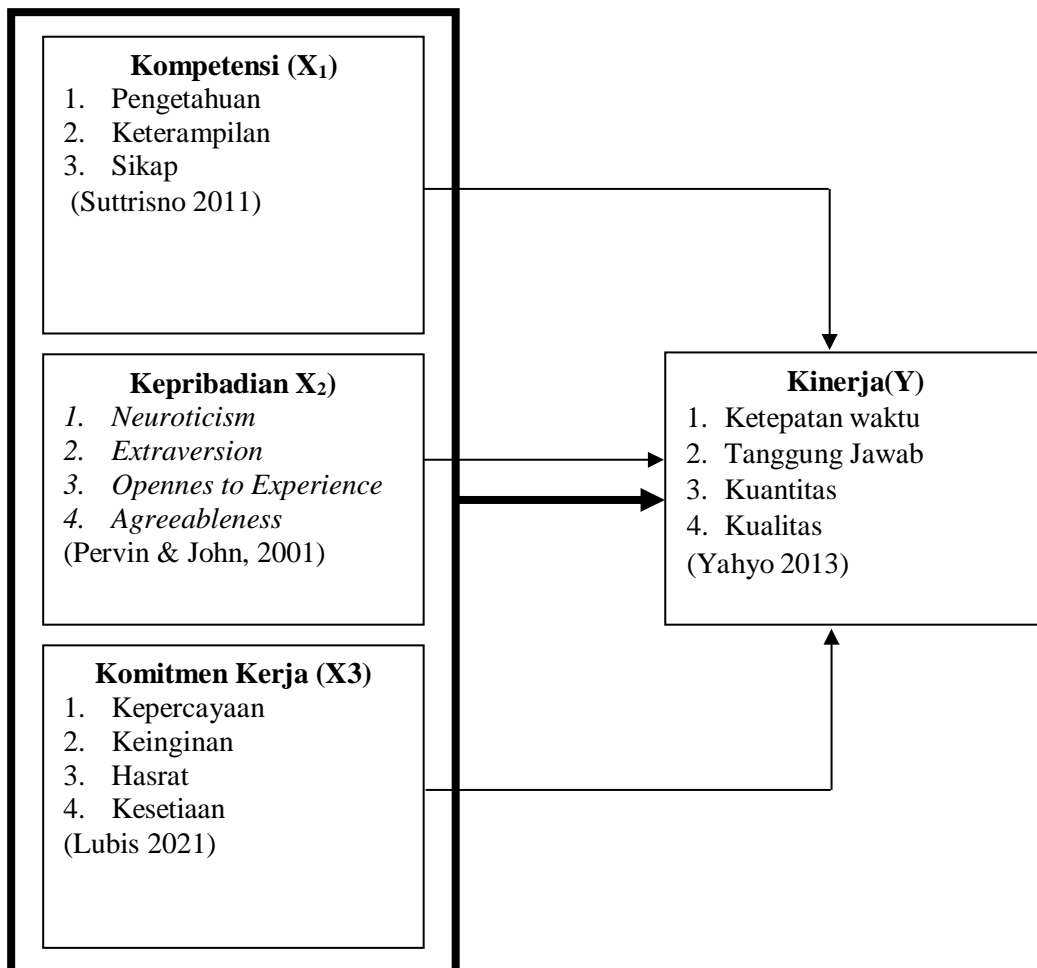 Kompetensi (X₁)
1. Pengetahuan
2. Keterampilan
3. Sikap
(Suttrisno 2011)
Kepribadian X₂)
1. Neuroticism
2. Extraversion
3. Opennes to Experience
4. Agreeableness
(Pervin & John, 2001)
Komitmen Kerja (X3)
1. Kepercayaan
2. Keinginan
3. Hasrat
4. Kesetiaan
(Lubis 2021)
Kinerja(Y)
1. Ketepatan waktu
2. Tanggung Jawab
3. Kuantitas
4. Kualitas
(Yahyo 2013)